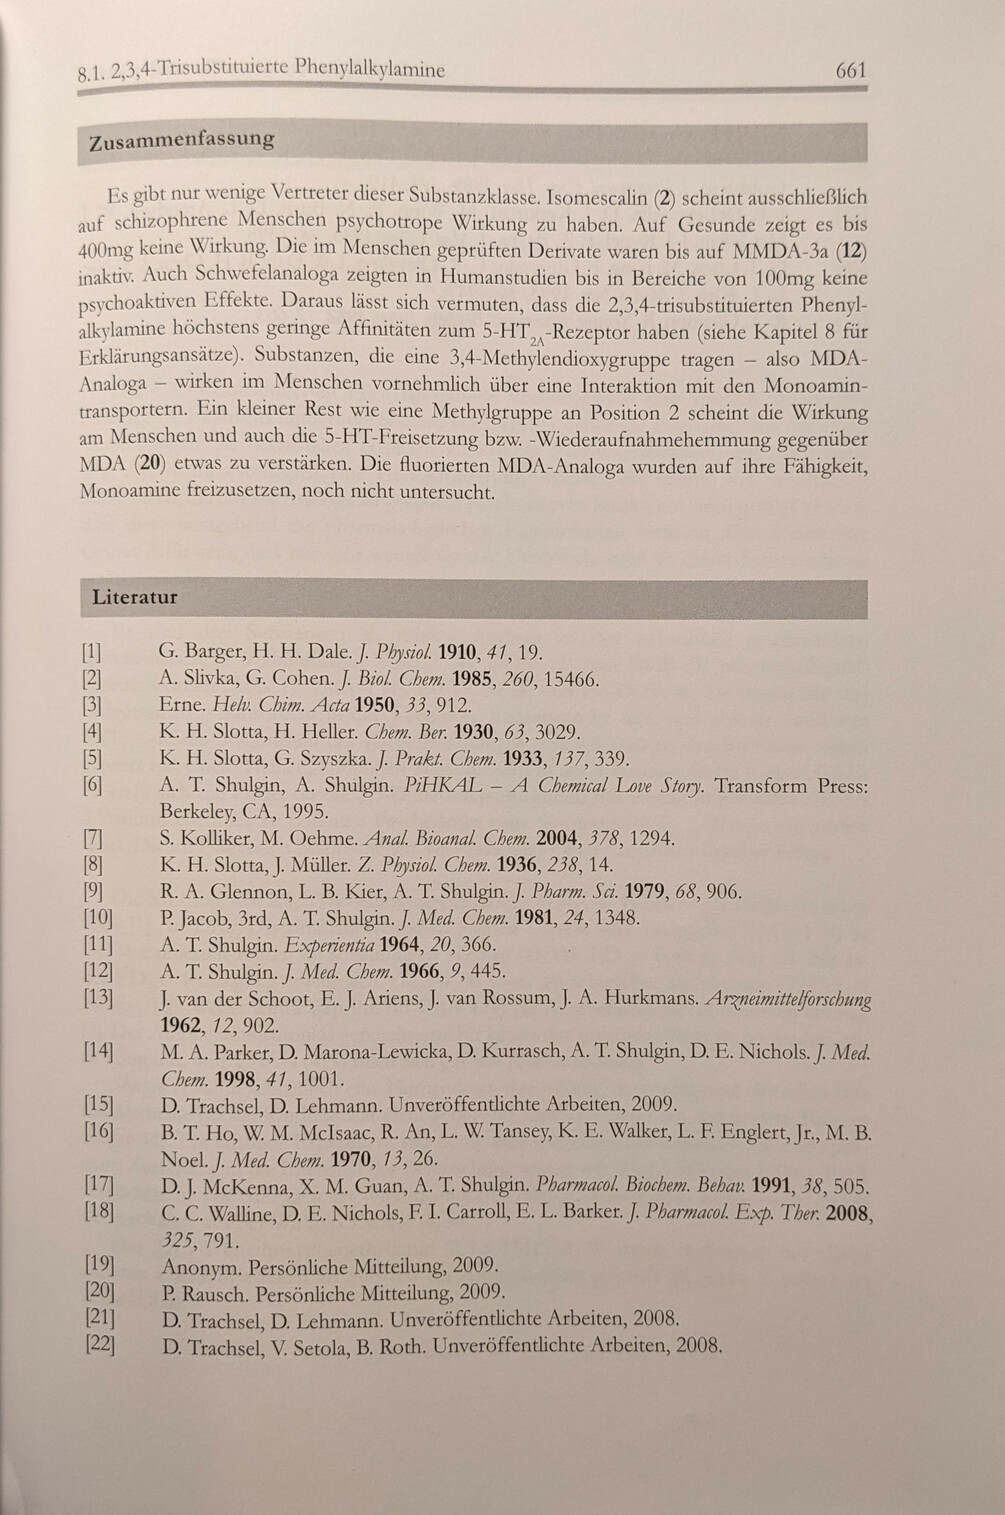 8.1. 2,3,4-Trisubstituierte Phenylalkylamine 661
Zusammenfassung
Es gibt nur wenige Vertreter dieser Substanzklasse. Isomescalin (2) scheint ausschließlich
auf schizophrene Menschen psychotrope Wirkung zu haben. Auf Gesunde zeigt es bis
400mg keine Wirkung. Die im Menschen geprüften Derivate waren bis auf MMDA-3a (12)
inaktiv. Auch Schwefelanaloga zeigten in Humanstudien bis in Bereiche von 100mg keine
psychoaktiven Effekte. Daraus lässt sich vermuten, dass die 2,3,4-trisubstituierten Phenyl-
alkylamine höchstens geringe Affinitäten zum 5-HT2A-Rezeptor haben (siehe Kapitel 8 für
Erklärungsansätze). Substanzen, die eine 3,4-Methylendioxygruppe tragen – also MDA-
Analoga – wirken im Menschen vornehmlich über eine Interaktion mit den Monoamin-
transportern. Ein kleiner Rest wie eine Methylgruppe an Position 2 scheint die Wirkung
am Menschen und auch die 5-HT-Freisetzung bzw. -Wiederaufnahmehemmung gegenüber
MDA (20) etwas zu verstärken. Die fluorierten MDA-Analoga wurden auf ihre Fähigkeit,
Monoamine freizusetzen, noch nicht untersucht.
Literatur
[1] G. Barger, H. H. Dale. J. Physiol. 1910, 41, 19.
[2] A. Slivka, G. Cohen. J. Biol. Chem. 1985, 260, 15466.
[3] Erne. Helv. Chim. Acta 1950, 33, 912.
[4] K. H. Slotta, H. Heller. Chem. Ber. 1930, 63, 3029.
[5] K. H. Slotta, G. Szyszka. J. Prakt. Chem. 1933, 137, 339.
[6] A. T. Shulgin, A. Shulgin. PiHKAL – A Chemical Love Story. Transform Press:
Berkeley, CA, 1995.
[7] S. Kolliker, M. Oehme. Anal. Bioanal. Chem. 2004, 378, 1294.
[8] K. H. Slotta, J. Müller. Z. Physiol. Chem. 1936, 238, 14.
[9] R. A. Glennon, L. B. Kier, A. T. Shulgin. J. Pharm. Sci. 1979, 68, 906.
[10] P. Jacob, 3rd, A. T. Shulgin. J. Med. Chem. 1981, 24, 1348.
[11] A. T. Shulgin. Experientia 1964, 20, 366.
[12] A. T. Shulgin. J. Med. Chem. 1966, 9, 445.
[13] J. van der Schoot, E. J. Ariens, J. van Rossum, J. A. Hurkmans. Arzneimittelforschung
1962, 12, 902.
[14] M. A. Parker, D. Marona-Lewicka, D. Kurrasch, A. T. Shulgin, D. E. Nichols. J. Med.
Chem. 1998, 41, 1001.
[15] D. Trachsel, D. Lehmann. Unveröffentlichte Arbeiten, 2009.
[16] B. T. Ho, W. M. McIsaac, R. An, L. W. Tansey, K. E. Walker, L. F. Englert, Jr., M. B.
Noel. J. Med. Chem. 1970, 13, 26.
[17] D. J. McKenna, X. M. Guan, A. T. Shulgin. Pharmacol. Biochem. Behav. 1991, 38, 505.
[18] C. C. Walline, D. E. Nichols, F. I. Carroll, E. L. Barker. J. Pharmacol. Exp. Ther. 2008,
325, 791.
[19] Anonym. Persönliche Mitteilung, 2009.
[20] P. Rausch. Persönliche Mitteilung, 2009.
[21] D. Trachsel, D. Lehmann. Unveröffentlichte Arbeiten, 2008.
[22] D. Trachsel, V. Setola, B. Roth. Unveröffentlichte Arbeiten, 2008.